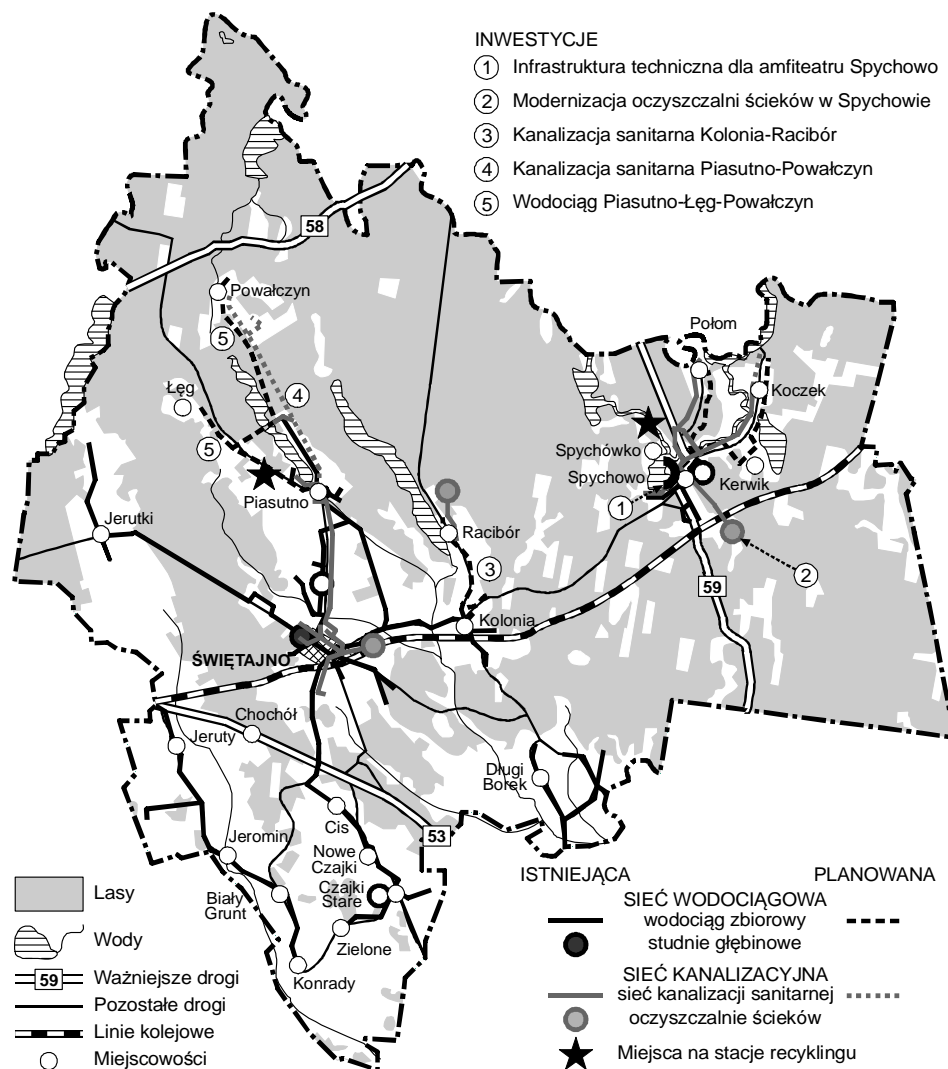 INWESTYCJE
1 Infrastruktura techniczna dla amfiteatru Spychowo
2 Modernizacja oczyszczalni ścieków w Spychowie
3 Kanalizacja sanitarna Kolonia-Racibór
4 Kanalizacja sanitarna Piasutno-Powałczyn
5 Wodociąg Piasutno-Łęg-Powałczyn
58
Powałczyn
5
Połom
Łęg
4
Koczek
5
Spychówko
Spychowo
Kerwik
Piasutno
1
Jerutki
Racibór
3
2
59
Kolonia
ŚWIĘTAJNO
Chochół
Jeruty
Długi
Borek
53
Cis
Jeromin
Nowe
Czajki
Biały
Grunt
Czajki
Stare
Zielone
Konrady
Lasy
Wody
59 Ważniejsze drogi
Pozostałe drogi
Linie kolejowe
Miejscowości
ISTNIEJĄCA PLANOWANA
SIEĆ WODOCIĄGOWA
wodociąg zbiorowy
studnie głębinowe
SIEĆ KANALIZACYJNA
sieć kanalizacji sanitarnej
oczyszczalnie ścieków
Miejsca na stacje recyklingu